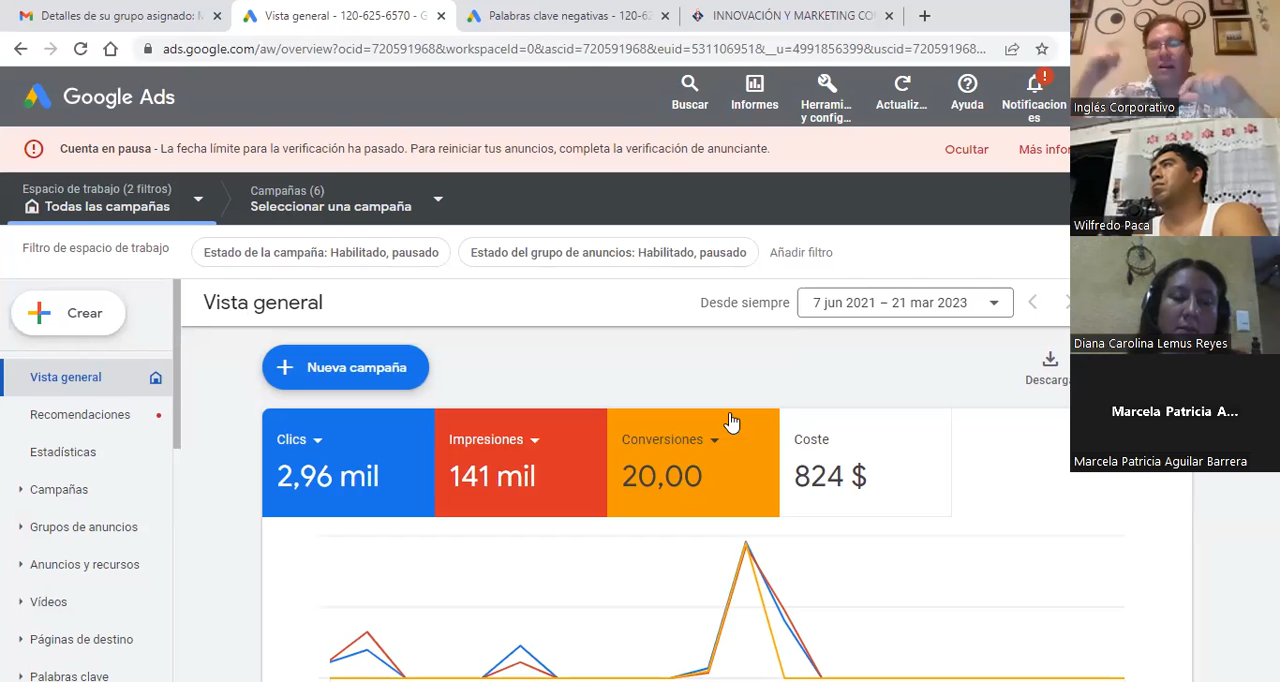 Detalles de su grupo asignado: M
Vista general - 120-625-6570 - G
Palabras clave negativas - 120-62
INNOVACIÓN Y MARKETING CO
ads.google.com/aw/overview?ocid=720591968&workspaceId=0&ascid=720591968&euid=531106951&__u=4991856399&uscid=720591968...
Google Ads
Buscar
Informes
Herrami...
y config...
Actualiz...
Ayuda
Notificacion
es
Cuenta en pausa - La fecha límite para la verificación ha pasado. Para reiniciar tus anuncios, completa la verificación de anunciante.
Ocultar
Más infor
Espacio de trabajo (2 filtros)
Todas las campañas
Campañas (6)
Seleccionar una campaña
Filtro de espacio de trabajo
Estado de la campaña: Habilitado, pausado
Estado del grupo de anuncios: Habilitado, pausado
Añadir filtro
Crear
Vista general
Desde siempre
7 jun 2021 – 21 mar 2023
Vista general
Recomendaciones
Estadísticas
Campañas
Grupos de anuncios
Anuncios y recursos
Vídeos
Páginas de destino
Palabras clave
Nueva campaña
Descarga
Clics
2,96 mil
Impresiones
141 mil
Conversiones
20,00
Coste
824 $
Inglés Corporativo
Wilfredo Paca
Diana Carolina Lemus Reyes
Marcela Patricia A...
Marcela Patricia Aguilar Barrera